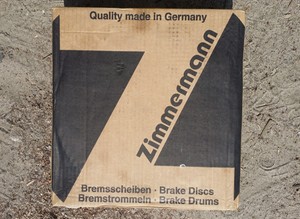 Quality made in Germany
Zimmermann
Bremsscheiben · Brake Discs
Bremstrommeln · Brake Drums